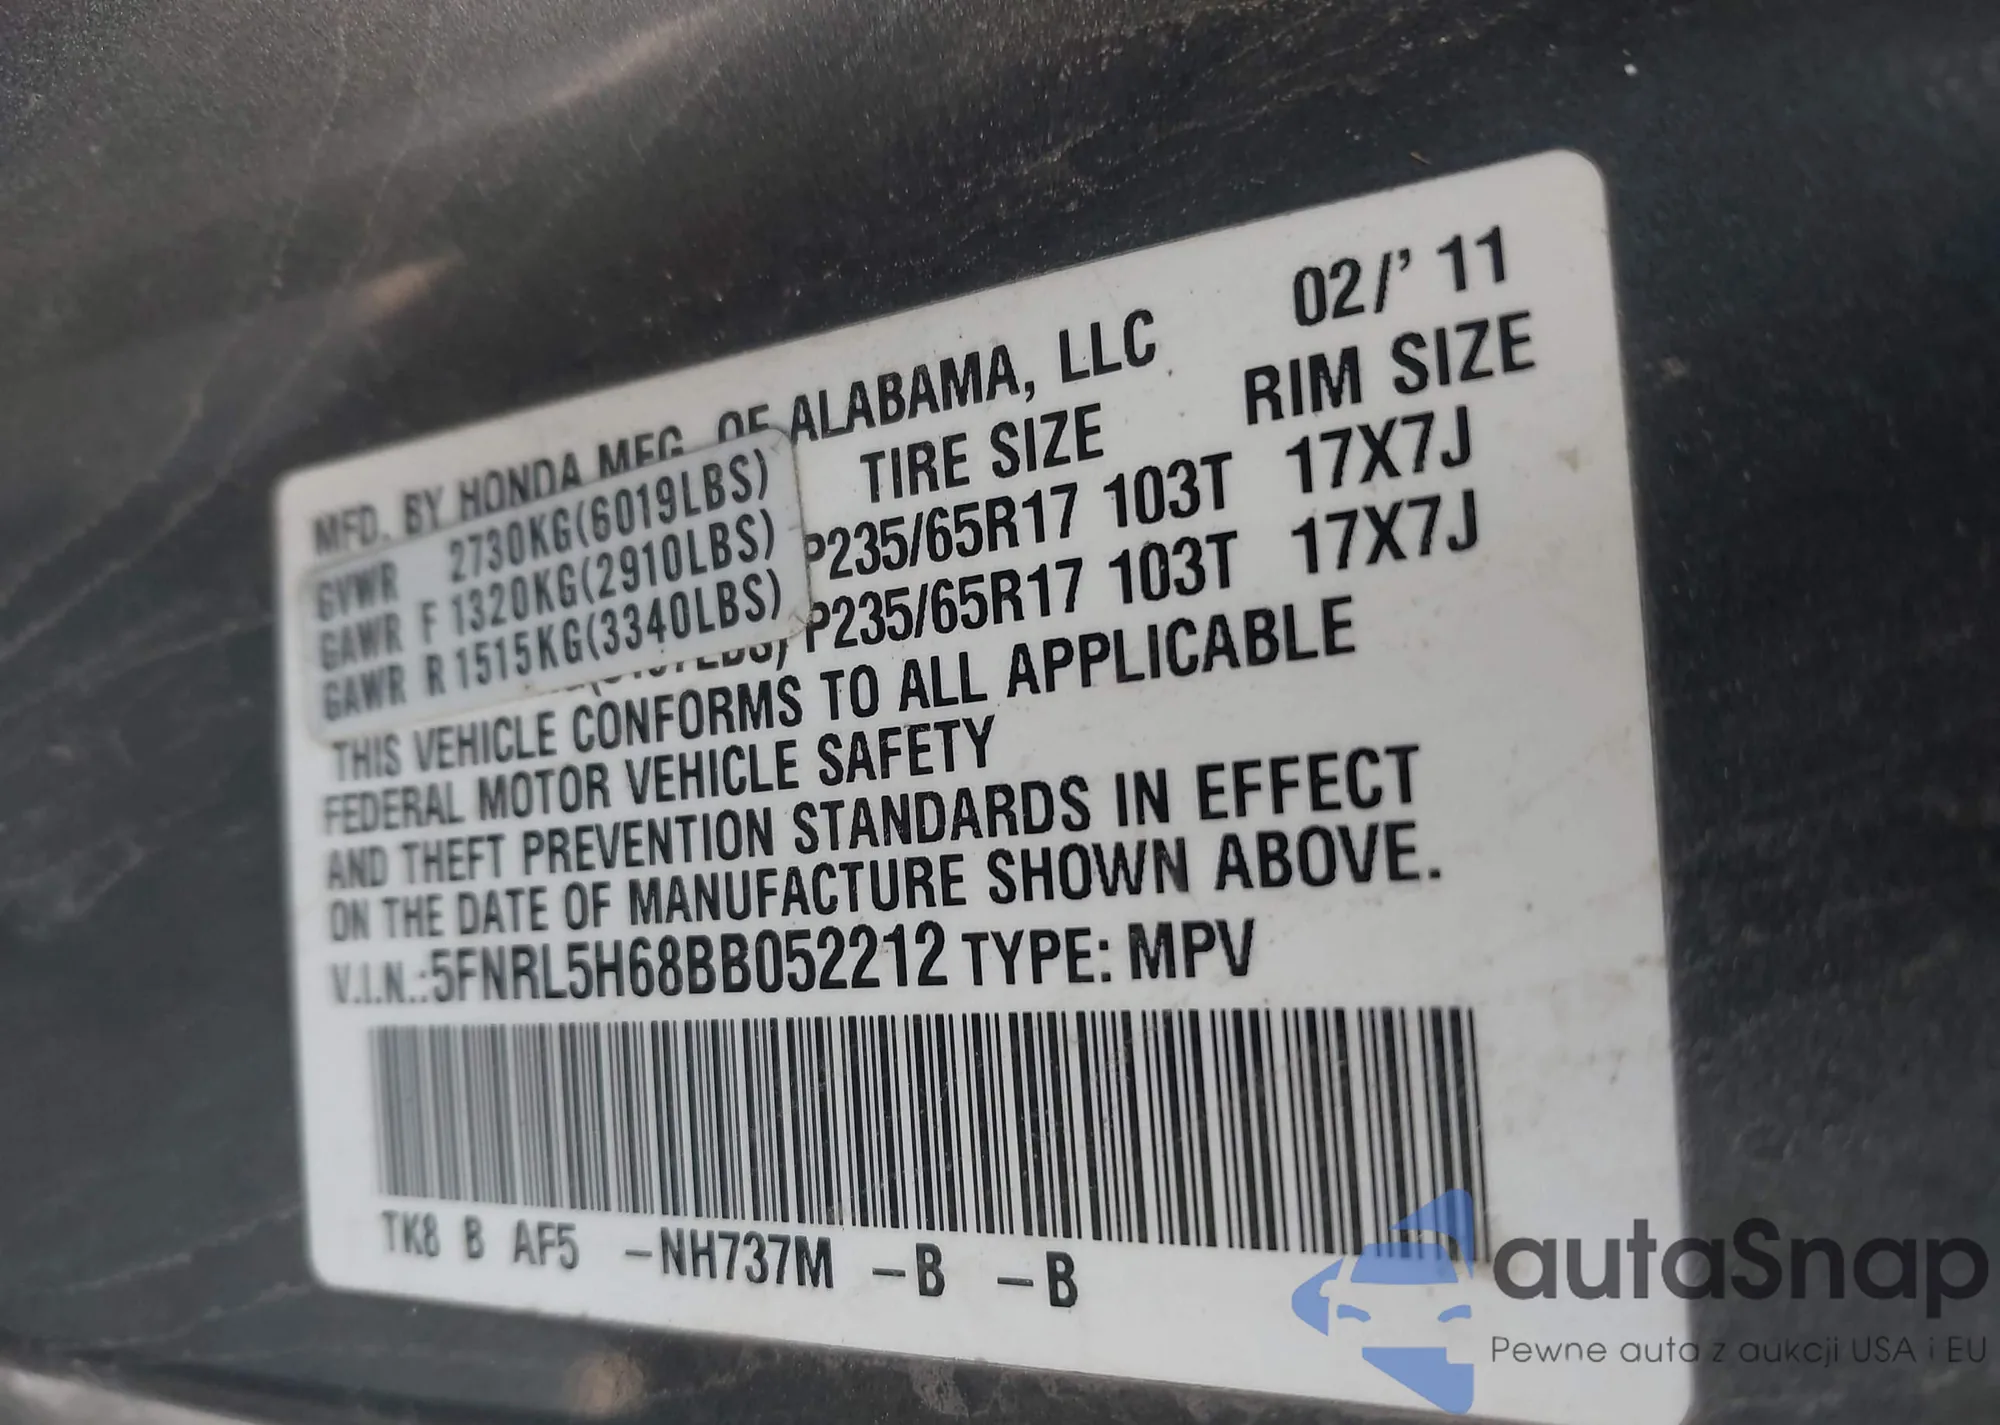 MFD. BY HONDA MFG. OF ALABAMA, LLC 02/' 11
TIRE SIZE RIM SIZE
GVWR 2730KG(6019LBS)
GAWR F 1320KG(2910LBS) P235/65R17 103T 17X7J
GAWR R 1515KG(3340LBS) P235/65R17 103T 17X7J
THIS VEHICLE CONFORMS TO ALL APPLICABLE
FEDERAL MOTOR VEHICLE SAFETY
AND THEFT PREVENTION STANDARDS IN EFFECT
ON THE DATE OF MANUFACTURE SHOWN ABOVE.
V.I.N.:5FNRL5H68BB052212 TYPE: MPV
TK8 B AF5 –NH737M –B –B
autaSnap
Pewne auta z aukcji USA i EU